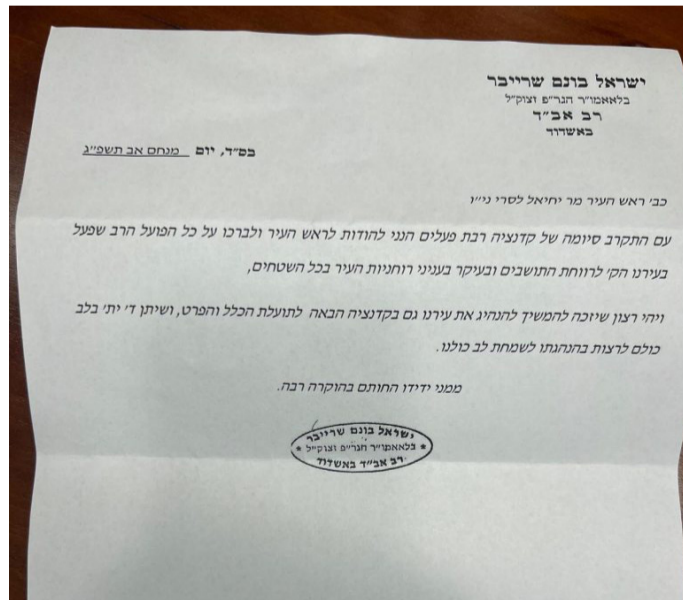 ישראל בונם שרייבר
בלאאמו״ר הגר״פ זצוק״ל
רב אב״ד
באשדוד
בס״ד, יום מנחם אב תשפ״ג
כב׳ ראש העיר מר יחיאל לסרי ני״ו
עם התקרב סיומה של קדנציה רבת פעלים הנני להודות לראש העיר ולברכו על כל הפועל הרב שפעל
בעירנו הק׳ לרווחת התושבים ובעיקר בעניני רוחניות העיר בכל השטחים,
ויהי רצון שיזכה להמשיך להנהיג את עירנו גם בקדנציה הבאה לתועלת הכלל והפרט, ושיתן ד׳ ית׳ בלב
כולם לרצות בהנהגתו לשמחת לב כולנו.
ממני ידידו החותם בהוקרה רבה.
ישראל בונם שרייבר
* בלאאמו״ר הגר״פ זצוק״ל *
רב אב״ד באשדוד